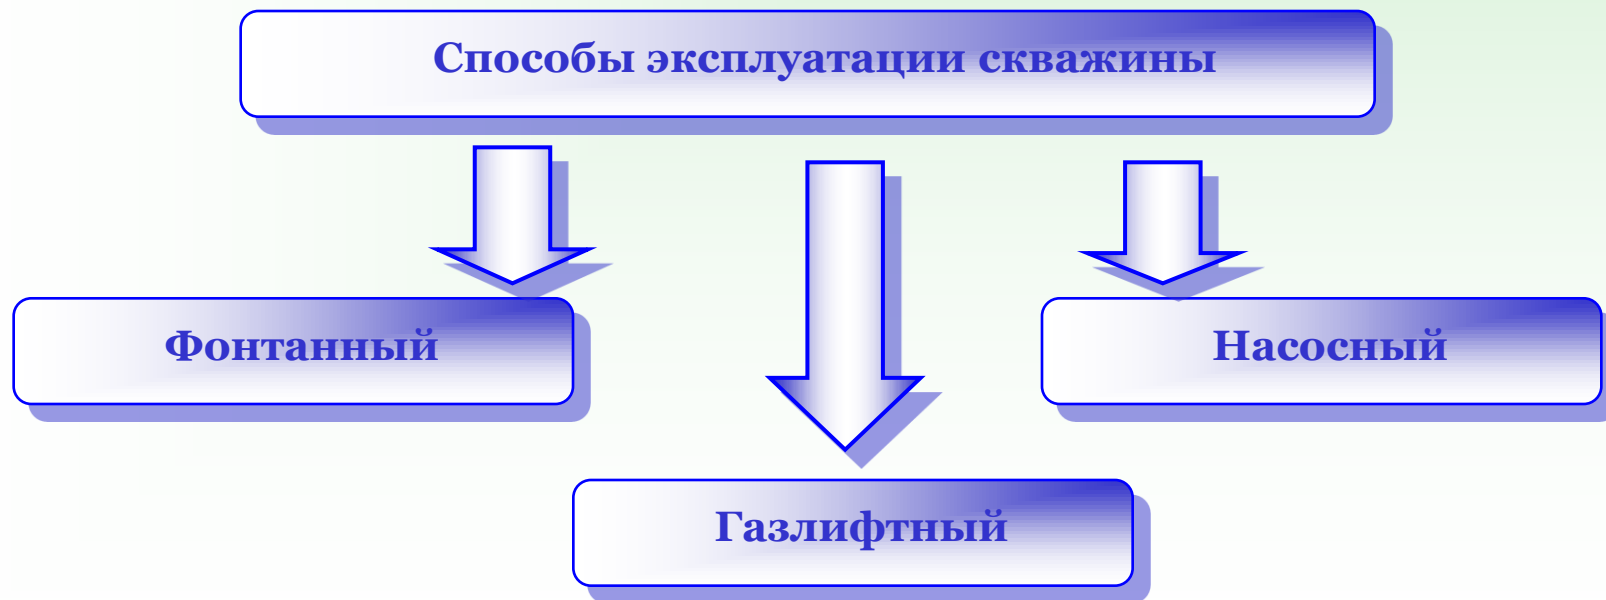 Способы эксплуатации скважины
Фонтанный
Насосный
Газлифтный